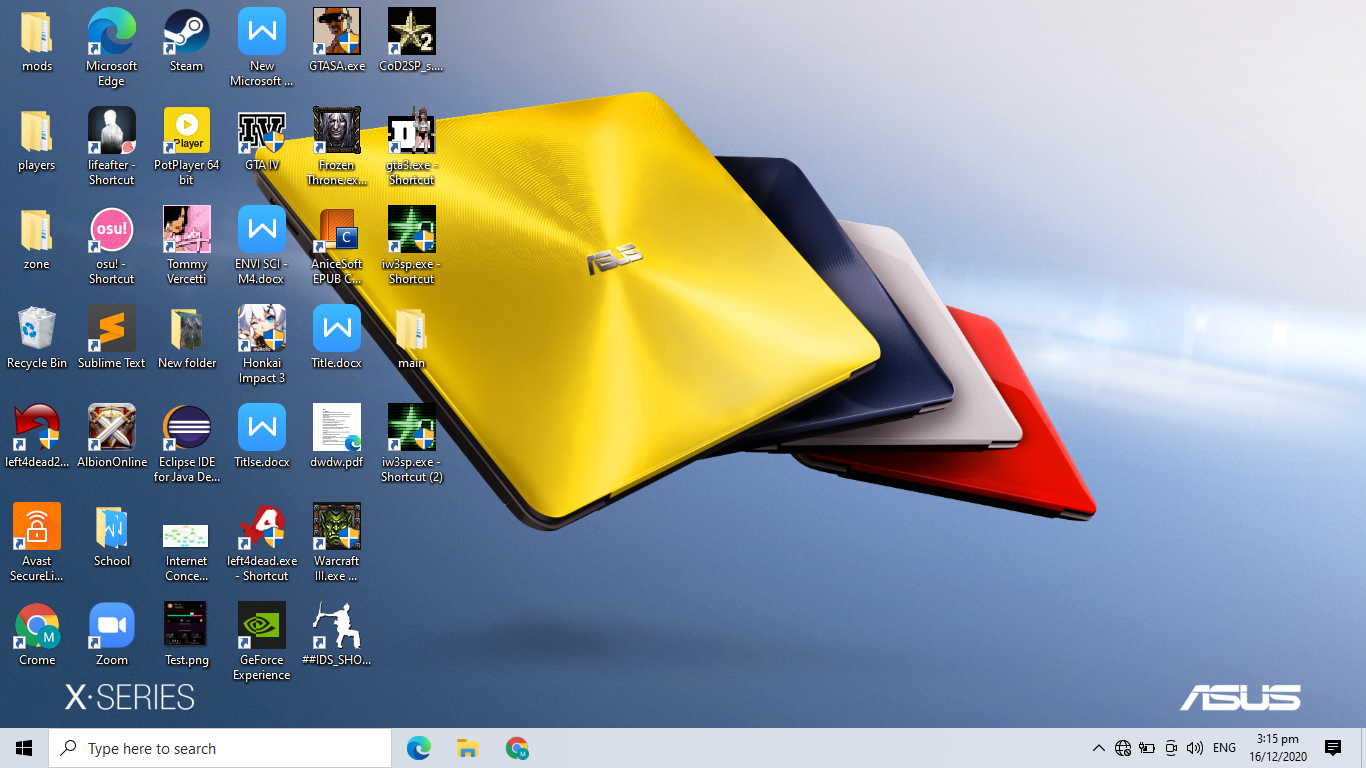 mods
Microsoft
Edge
Steam
New
Microsoft ...
GTASA.exe
CoD2SP_s....
players
lifeafter -
Shortcut
PotPlayer 64
bit
GTA IV
Frozen
Throne.ex...
gta3.exe -
Shortcut
zone
osu! -
Shortcut
Tommy
Vercetti
ENVI SCI -
M4.docx
AniceSoft
EPUB C...
iw3sp.exe -
Shortcut
Recycle Bin
Sublime Text
New folder
Honkai
Impact 3
Title.docx
main
left4dead2...
AlbionOnline
Eclipse IDE
for Java De...
Titlse.docx
dwdw.pdf
iw3sp.exe -
Shortcut (2)
Avast
SecureLi...
School
Internet
Conce...
left4dead.exe
- Shortcut
Warcraft
III.exe ...
Crome
Zoom
Test.png
GeForce
Experience
##IDS_SHO...
Player
IV
osu!
C
2
M
W
ASUS
X·SERIES
ASUS
Type here to search
ENG
3:15 pm
16/12/2020